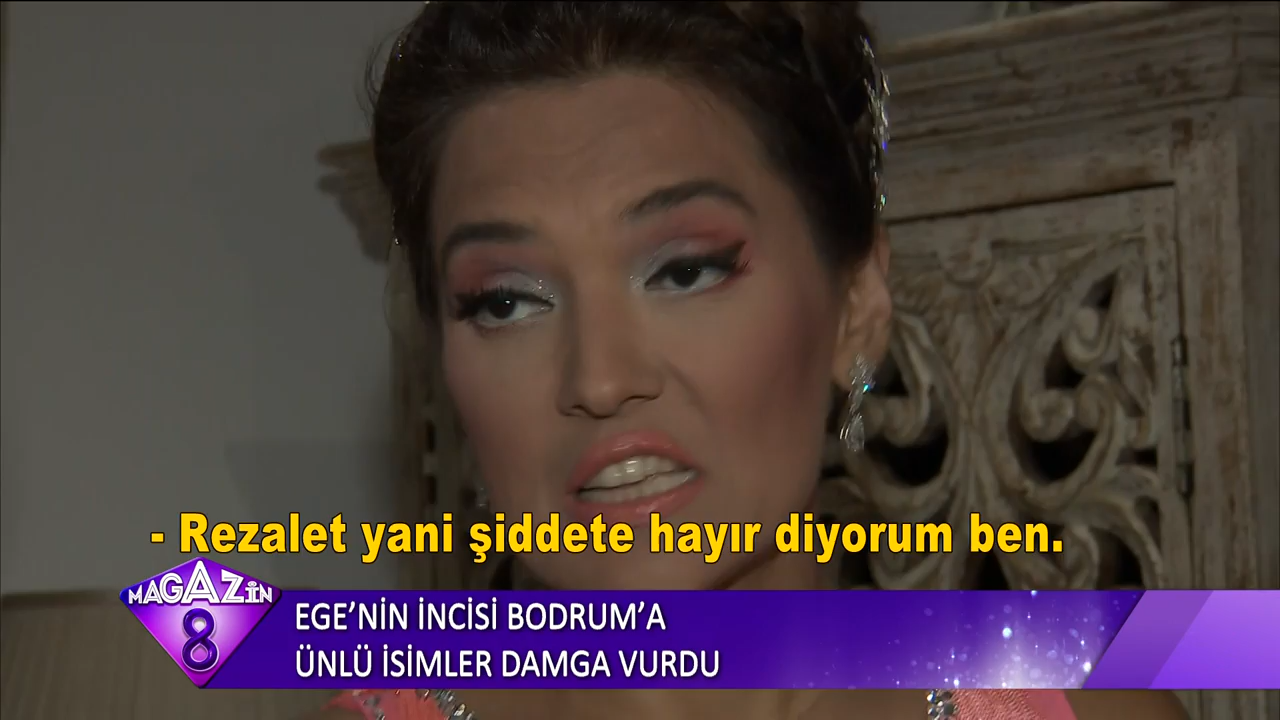 - Rezalet yani şiddete hayır diyorum ben.
MAGAZİN
8
EGE'NİN İNCİSİ BODRUM'A
ÜNLÜ İSİMLER DAMGA VURDU